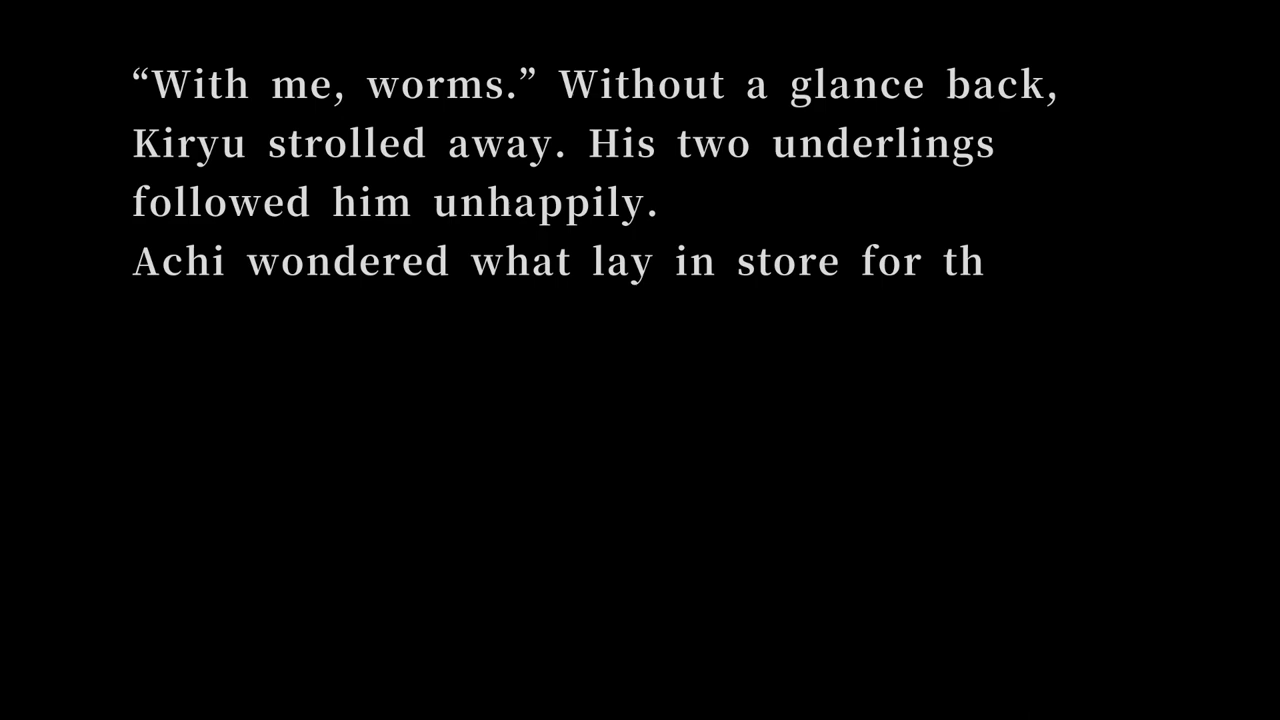 “With me, worms.” Without a glance back,
Kiryu strolled away. His two underlings
followed him unhappily.
Achi wondered what lay in store for th